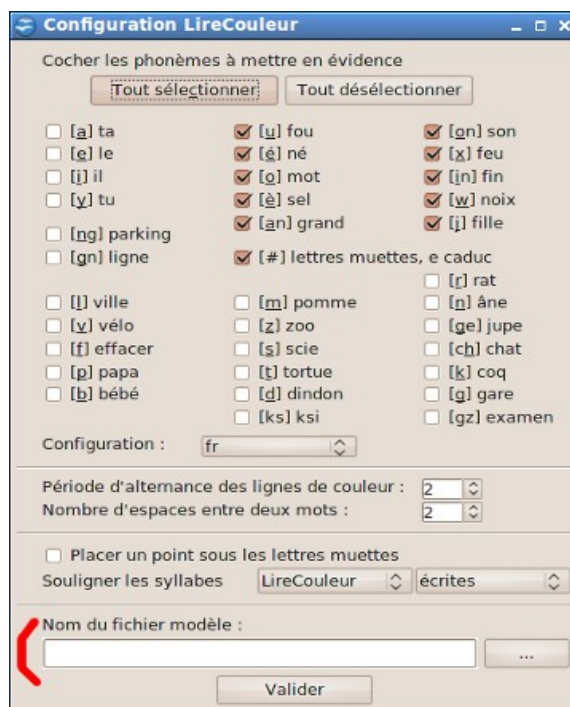 Configuration LireCouleur
Cocher les phonèmes à mettre en évidence
Tout sélectionner Tout désélectionner
[a] ta [u] fou [on] son
[e] le [é] né [x] feu
[i] il [o] mot [in] fin
[y] tu [è] sel [w] noix
[an] grand [j] fille
[ng] parking
[gn] ligne [#] lettres muettes, e caduc
[r] rat
[l] ville [m] pomme [n] âne
[v] vélo [z] zoo [ge] jupe
[f] effacer [s] scie [ch] chat
[p] papa [t] tortue [k] coq
[b] bébé [d] dindon [g] gare
[ks] ksi [gz] examen
Configuration : fr
Période d'alternance des lignes de couleur : 2
Nombre d'espaces entre deux mots : 2
Placer un point sous les lettres muettes
Souligner les syllabes LireCouleur écrites
Nom du fichier modèle :
...
Valider